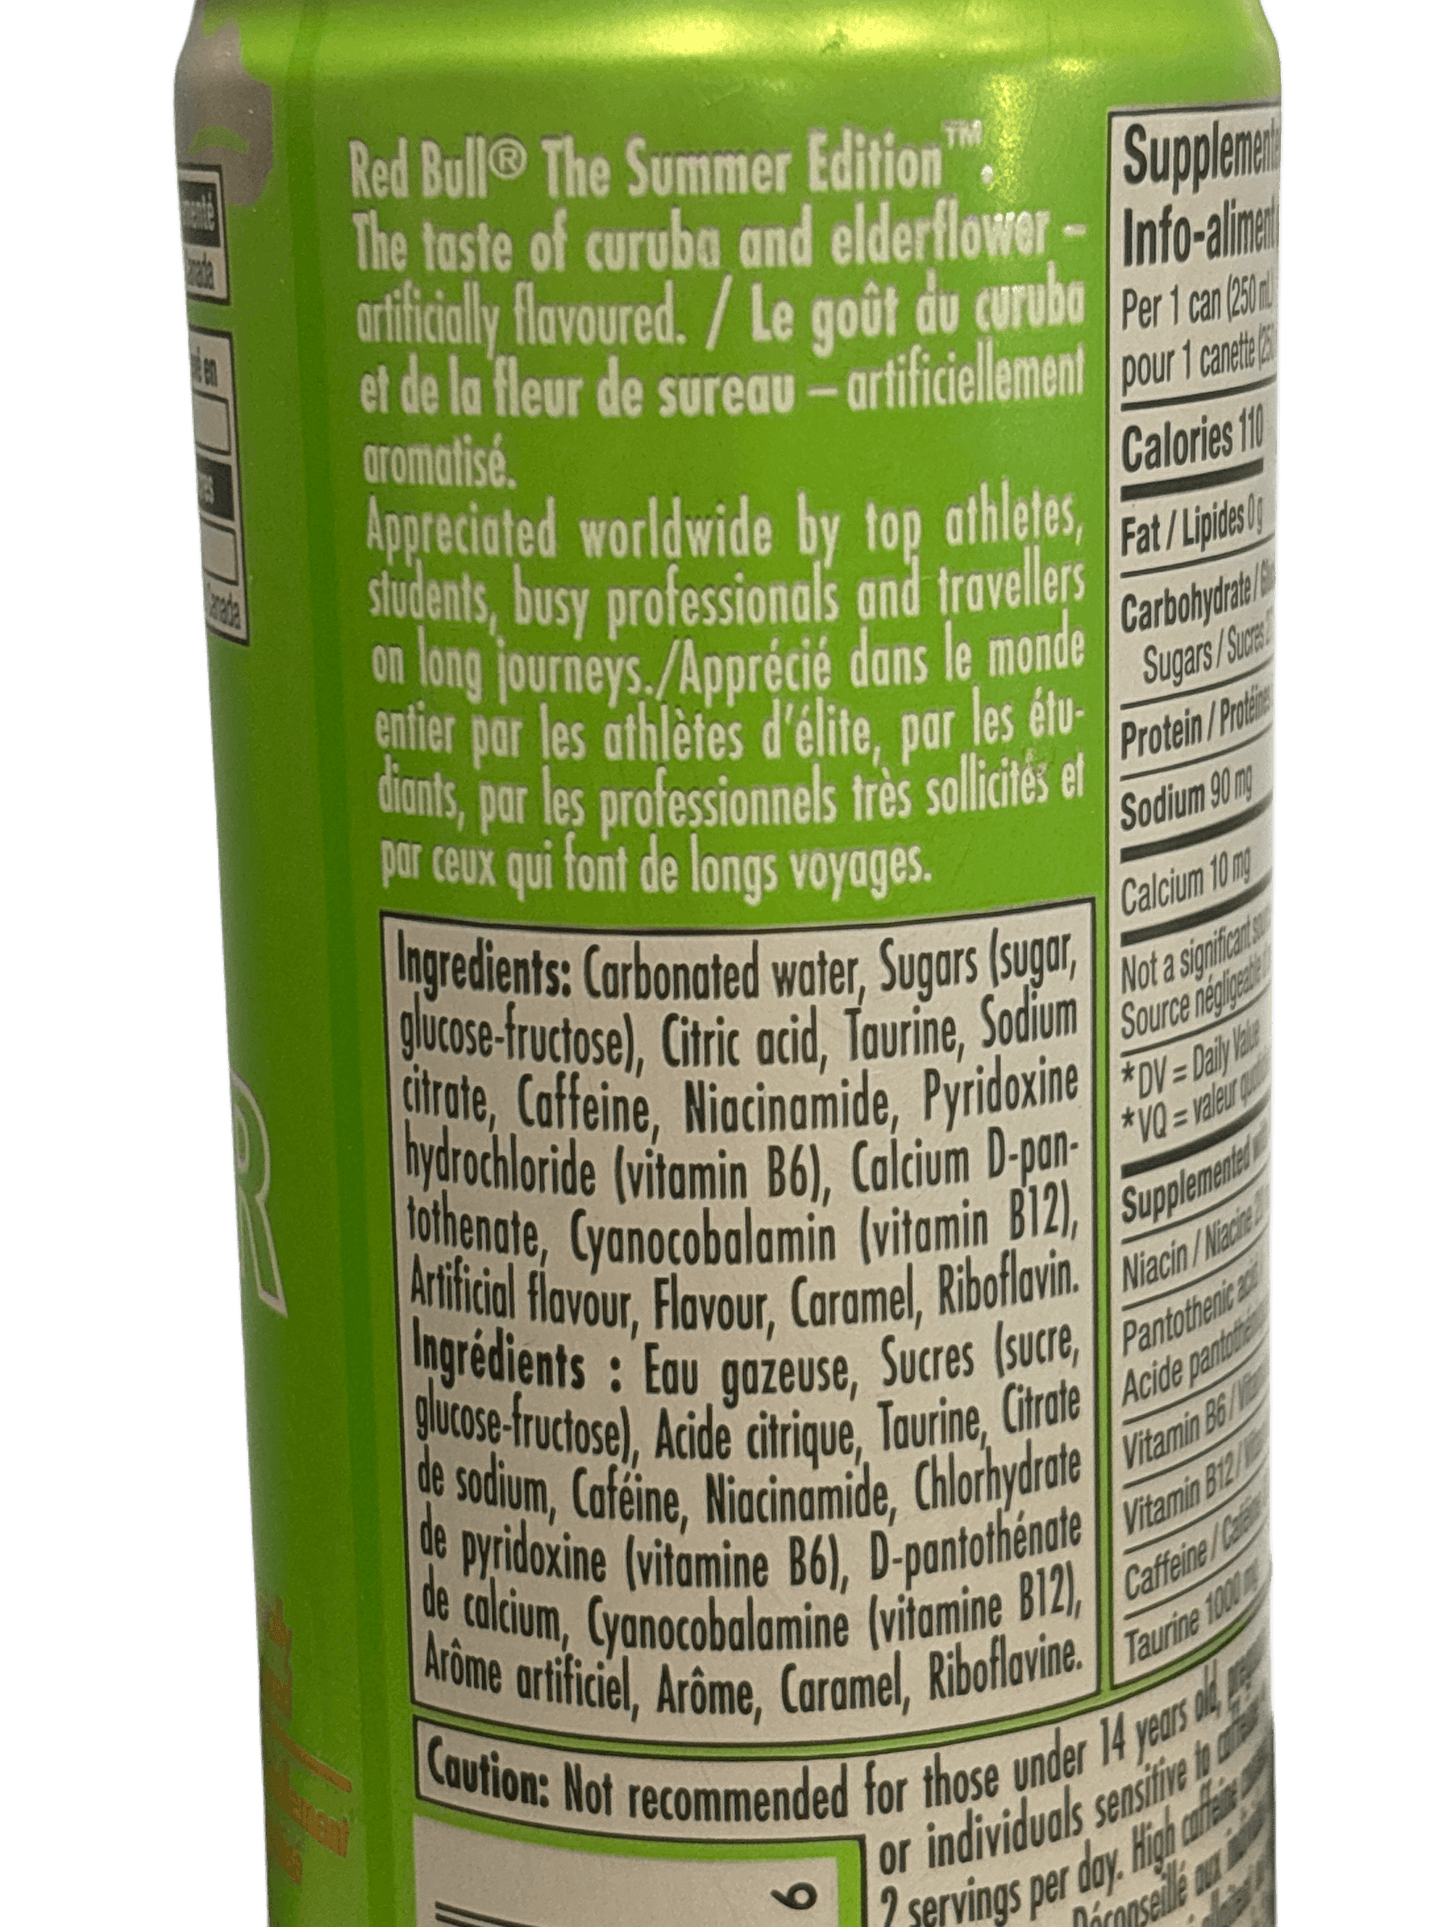 Red Bull® The Summer Edition™.
The taste of curuba and elderflower –
artificially flavoured. / Le goût du curuba
et de la fleur de sureau – artificiellement
aromatisé.
Appreciated worldwide by top athletes,
students, busy professionals and travellers
on long journeys./Apprécié dans le monde
entier par les athlètes d'élite, par les étu-
diants, par les professionnels très sollicités et
par ceux qui font de longs voyages.
Ingredients: Carbonated water, Sugars (sugar,
glucose-fructose), Citric acid, Taurine, Sodium
citrate, Caffeine, Niacinamide, Pyridoxine
hydrochloride (vitamin B6), Calcium D-pan-
tothenate, Cyanocobalamin (vitamin B12),
Artificial flavour, Flavour, Caramel, Riboflavin.
Ingrédients : Eau gazeuse, Sucres (sucre,
glucose-fructose), Acide citrique, Taurine, Citrate
de sodium, Caféine, Niacinamide, Chlorhydrate
de pyridoxine (vitamine B6), D-pantothénate
de calcium, Cyanocobalamine (vitamine B12),
Arôme artificiel, Arôme, Caramel, Riboflavine.
Caution: Not recommended for those under 14 years old,
or individuals sensitive to
2 servings per day. High caffeine
Déconseillé aux
6
Info-aliment
Per 1 can (250 mL)
pour 1 canette
Calories 110
Fat / Lipides 0 g
Carbohydrate /
Sugars / Sucres
Protein / Protéines
Sodium 90 mg
Calcium 10 mg
Not a significant
Source négligeable
*DV = Daily Value
*VQ = valeur
Supplemented
Niacin / Niacine
Pantothenic acid
Acide
Vitamin B6 /
Vitamin B12 /
Caffeine /
Taurine 1000 mg
R